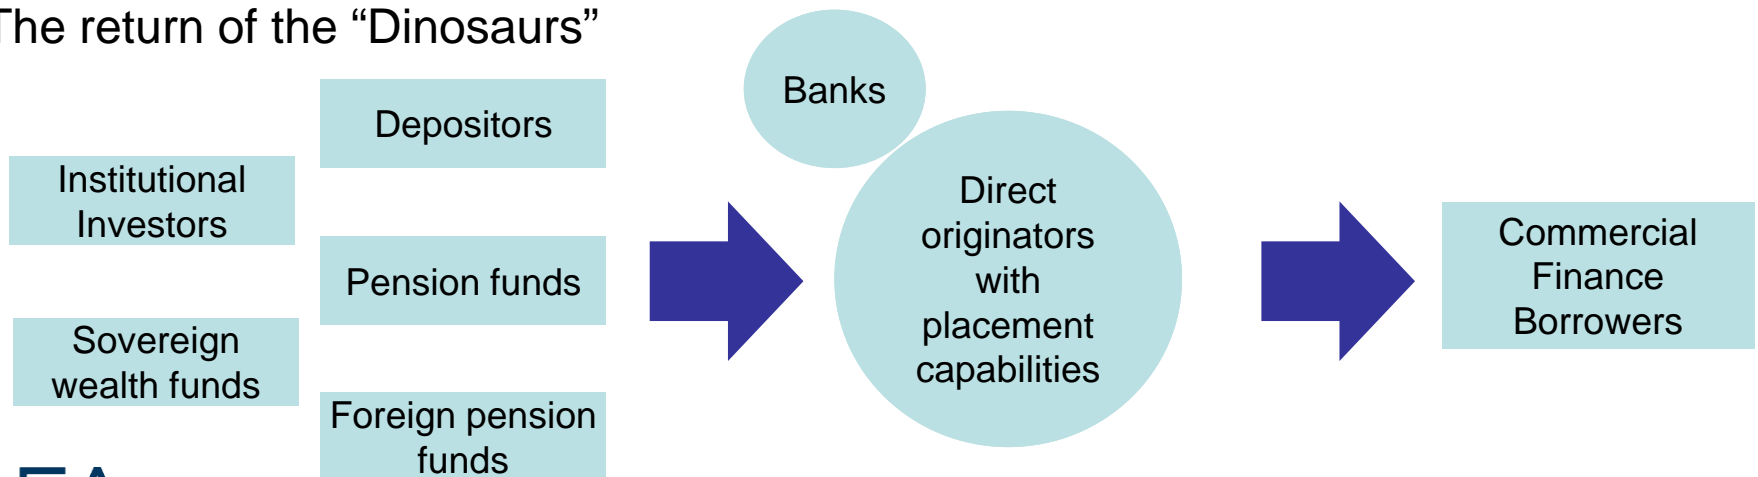 The return of the “Dinosaurs”
Banks
Depositors
Institutional
Investors
Direct
originators
with
placement
capabilities
Pension funds
Commercial
Finance
Borrowers
Sovereign
wealth funds
Foreign pension
funds